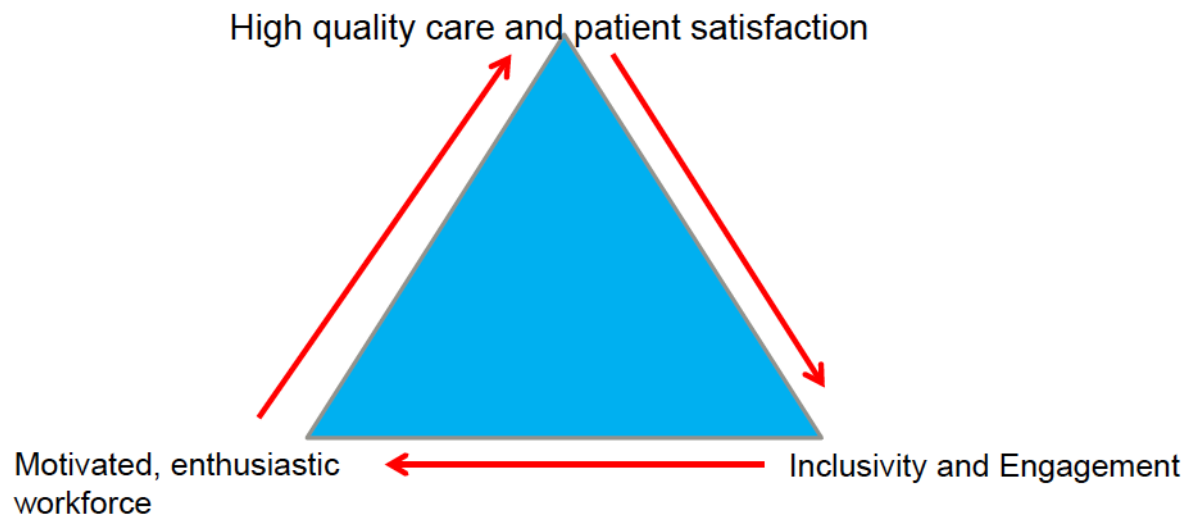 High quality care and patient satisfaction
Motivated, enthusiastic
workforce
Inclusivity and Engagement